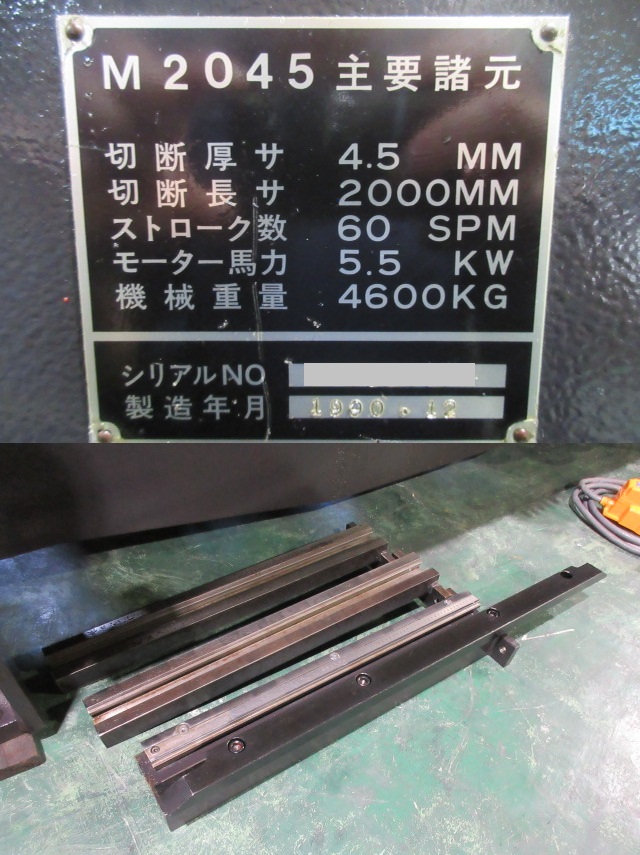 M2045 主要諸元
切断厚サ 4.5 MM
切断長サ 2000MM
ストローク数 60 SPM
モーター馬力 5.5 KW
機械重量 4600KG
シリアルNO
製造年月 1990.12